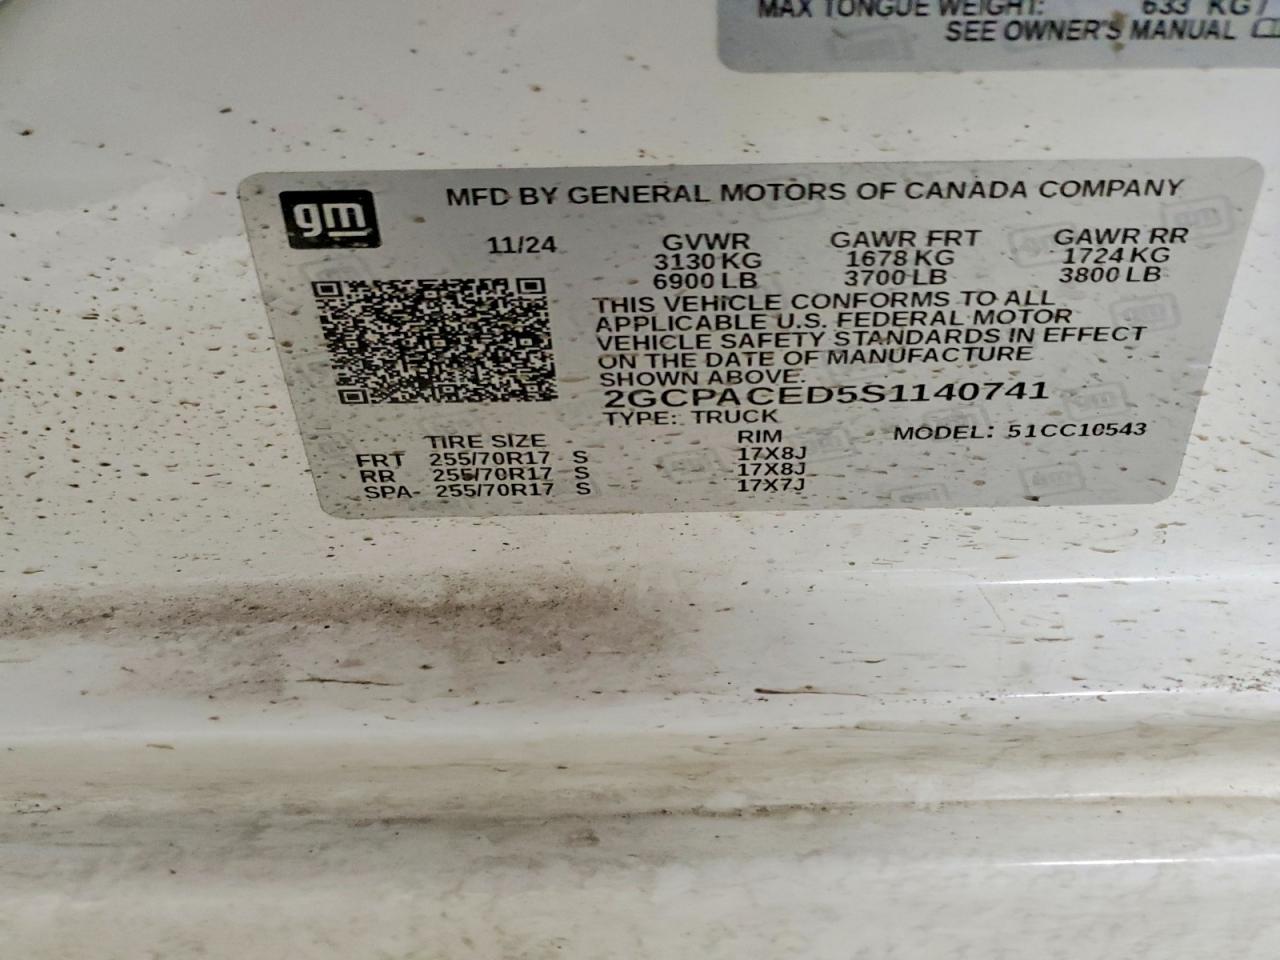 MAX TONGUE WEIGHT: 633 KG
SEE OWNER'S MANUAL
gm
MFD BY GENERAL MOTORS OF CANADA COMPANY
11/24 GVWR GAWR FRT GAWR RR
3130 KG 1678 KG 1724 KG
6900 LB 3700 LB 3800 LB
THIS VEHICLE CONFORMS TO ALL
APPLICABLE U.S. FEDERAL MOTOR
VEHICLE SAFETY STANDARDS IN EFFECT
ON THE DATE OF MANUFACTURE
SHOWN ABOVE.
2GCPACED5S1140741
TYPE: TRUCK
MODEL: 51CC10543
TIRE SIZE RIM
FRT 255/70R17 S 17X8J
RR 255/70R17 S 17X8J
SPA 255/70R17 S 17X7J